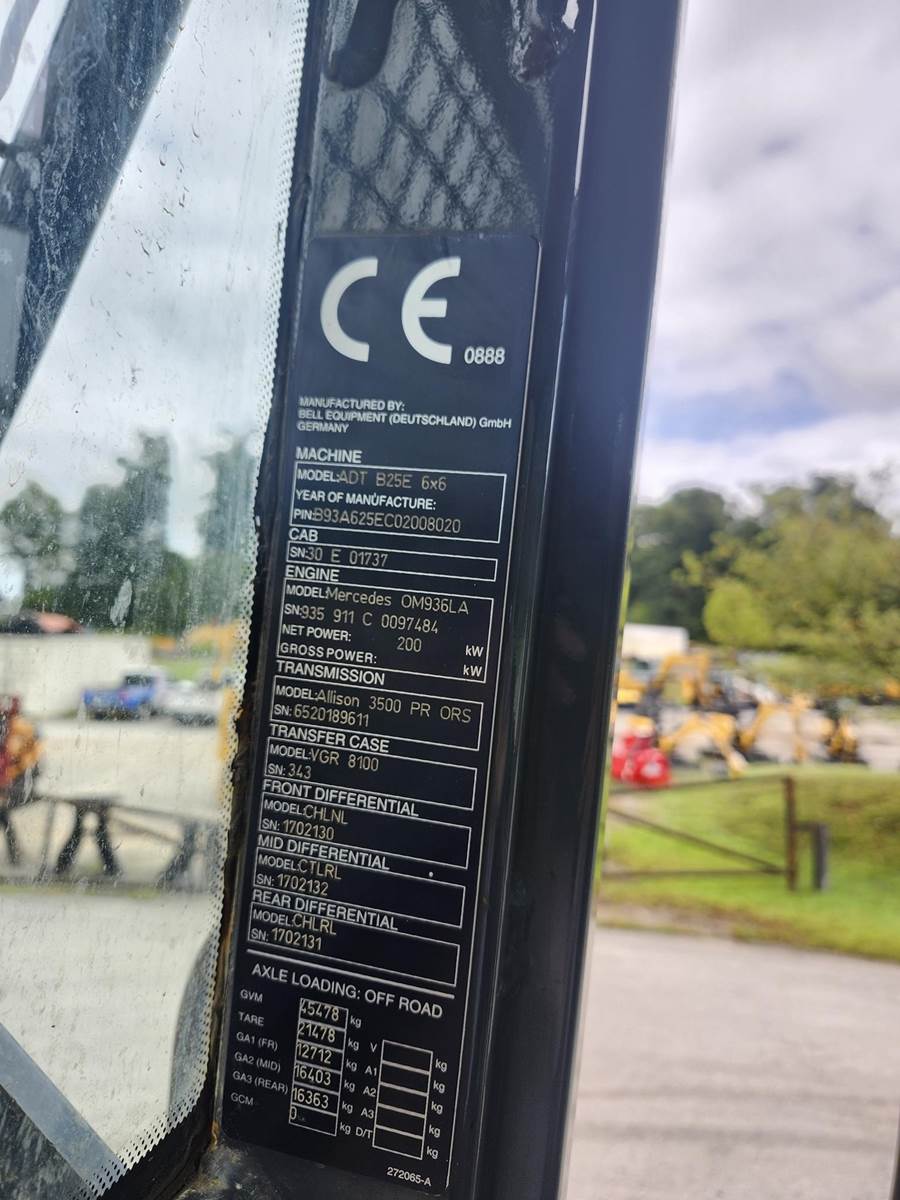 CE
0888
MANUFACTURED BY:
BELL EQUIPMENT (DEUTSCHLAND) GmbH
GERMANY
MACHINE
MODEL:ADT B25E 6x6
YEAR OF MANUFACTURE:
PIN:B93A625EC02008020
CAB
SN:30 E 01737
ENGINE
MODEL:Mercedes OM936LA
SN:935 911 C 0097484
NET POWER: 200 kW
GROSS POWER: kW
TRANSMISSION
MODEL:Allison 3500 PR ORS
SN:6520189611
TRANSFER CASE
MODEL:VGR 8100
SN:343
FRONT DIFFERENTIAL
MODEL:CHLNL
SN:1702130
MID DIFFERENTIAL
MODEL:CTLRL
SN:1702132
REAR DIFFERENTIAL
MODEL:CHLRL
SN:1702131
AXLE LOADING: OFF ROAD
GVM 45478 kg
TARE 21478 kg V kg
GA1 (FR) 12712 kg A1 kg
GA2 (MID) 16403 kg A2 kg
GA3 (REAR) 16363 kg A3 kg
GCM 0 kg D/T kg
272065-A